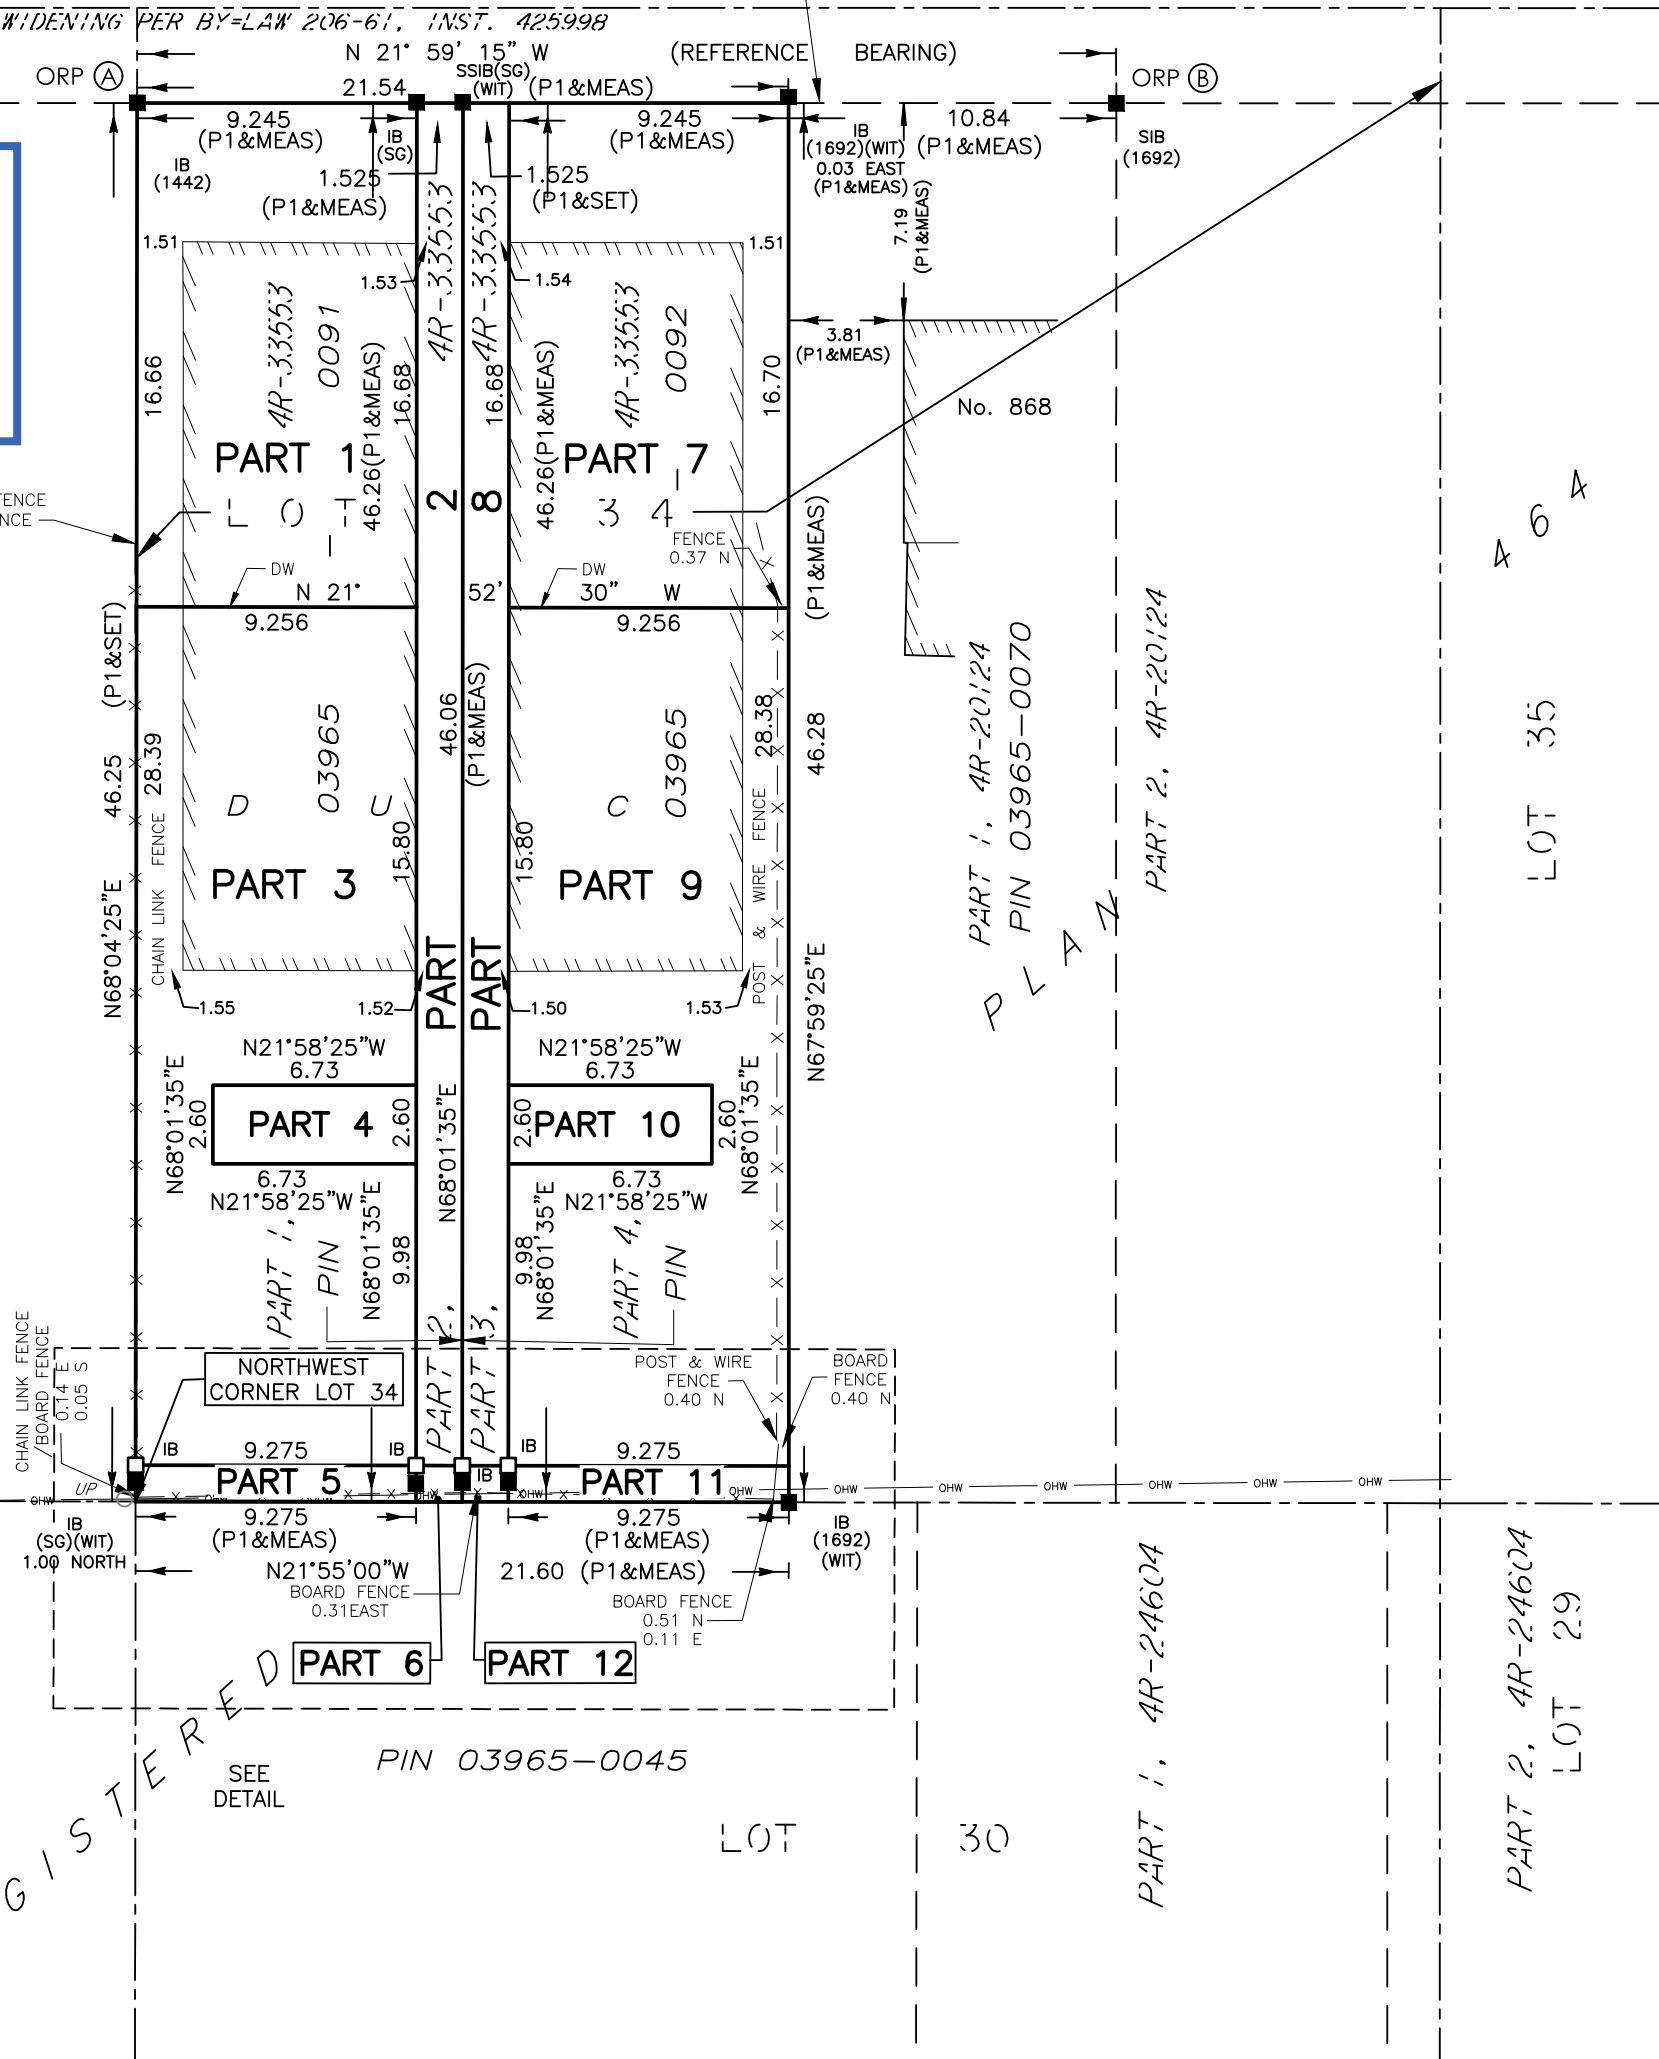 WIDENING PER BY=LAW 206-61, INST. 425998
N 21° 59' 15" W
(REFERENCE BEARING)
ORP A
21.54
SSIB(SG)
(WIT)
(P1&MEAS)
ORP B
9.245
(P1&MEAS)
IB
(SG)
9.245
(P1&MEAS)
IB
(1692)(WIT)
0.03 EAST
(P1&MEAS)
10.84
(P1&MEAS)
SIB
(1692)
IB
(1442)
1.525
(P1&MEAS)
1.525
(P1&SET)
7.19
(P1&MEAS)
1.51
1.53
1.54
1.51
4R-33553
0091
4R-33553
4R-33553
4R-33553
0092
3.81
(P1&MEAS)
16.66
46.26(P1&MEAS)
16.68
16.68
46.26(P1&MEAS)
16.70
No. 868
PART 1
2
8
PART 7
LOT
34
FENCE
0.37 N
(P1&MEAS)
DW
N 21°
52'
DW
30" W
9.256
9.256
(P1&SET)
46.25
28.39
N68°04'25"E
CHAIN LINK FENCE
03965
46.06
(P1&MEAS)
03965
28.38
46.28
POST & WIRE FENCE
N67°59'25"E
D U C
15.80
15.80
PART 3
PART
PART
PART 9
PART 1, 4R-20124
PIN 03965-0070
PART 2, 4R-20124
PLAN
464
LOT 35
1.55
1.52
1.50
1.53
N21°58'25"W
6.73
N21°58'25"W
6.73
N68°01'35"E
2.60
PART 4
2.60
N68°01'35"E
2.60
PART 10
2.60
N68°01'35"E
6.73
N21°58'25"W
6.73
N21°58'25"W
PART 1,
PIN
N68°01'35"E
9.98
PART 2,
PART 3,
9.98
N68°01'35"E
PART 4,
PIN
CHAIN LINK FENCE
/BOARD FENCE
0.14 E
0.05 S
NORTHWEST
CORNER LOT 34
POST & WIRE
FENCE
0.40 N
BOARD
FENCE
0.40 N
IB
9.275
IB
IB
9.275
UP
PART 5
IB
PART 11
OHW
OHW
OHW
OHW
OHW
OHW
OHW
OHW
IB
(SG)(WIT)
1.00 NORTH
9.275
(P1&MEAS)
9.275
(P1&MEAS)
IB
(1692)
(WIT)
N21°55'00"W
21.60 (P1&MEAS)
BOARD FENCE
0.31EAST
BOARD FENCE
0.51 N
0.11 E
PART 6
PART 12
GISTERED
PIN 03965-0045
SEE
DETAIL
LOT 30
PART 1, 4R-24604
PART 2, 4R-24604
LOT 29